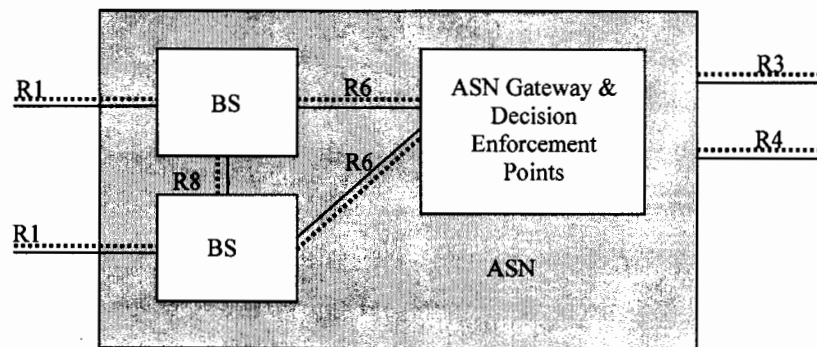 R1
BS
R6
ASN Gateway &
Decision
Enforcement
Points
R3
R4
R6
R8
R1
BS
ASN